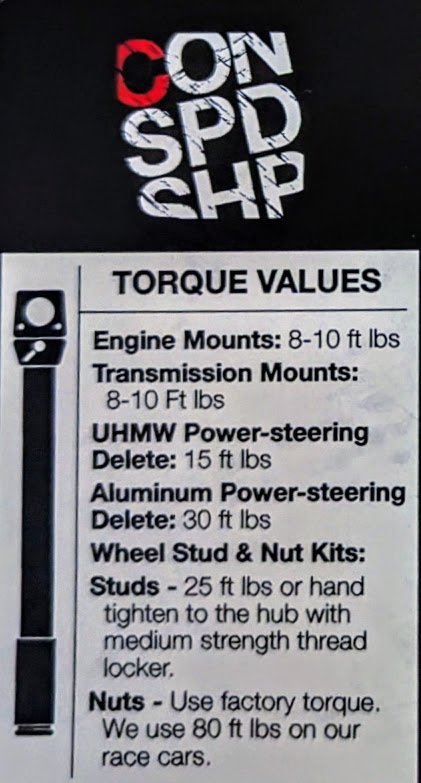 CON
SPD
SHP
TORQUE VALUES
Engine Mounts: 8-10 ft lbs
Transmission Mounts:
8-10 Ft lbs
UHMW Power-steering
Delete: 15 ft lbs
Aluminum Power-steering
Delete: 30 ft lbs
Wheel Stud & Nut Kits:
Studs - 25 ft lbs or hand
tighten to the hub with
medium strength thread
locker.
Nuts - Use factory torque.
We use 80 ft lbs on our
race cars.